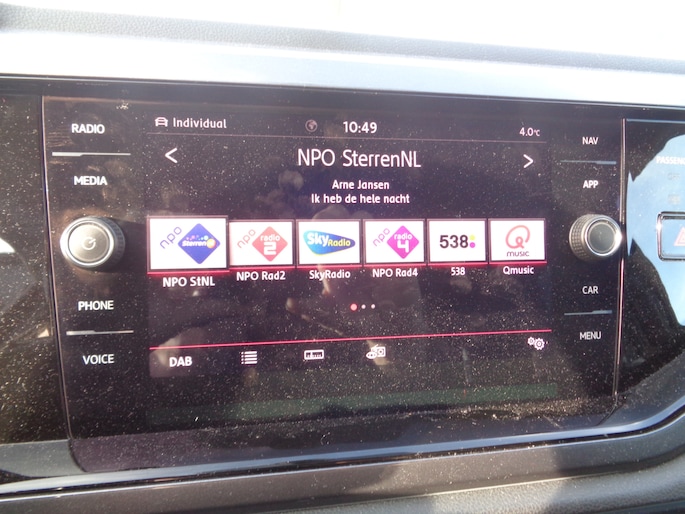 RADIO
MEDIA
PHONE
VOICE
Individual
10:49
4.0°C
< NPO SterrenNL >
Arne Jansen
Ik heb de hele nacht
npo Sterren
npo radio 2
Sky Radio
npo radio 4
538
Q music
NPO StNL
NPO Rad2
SkyRadio
NPO Rad4
538
Qmusic
DAB
NAV
APP
CAR
MENU